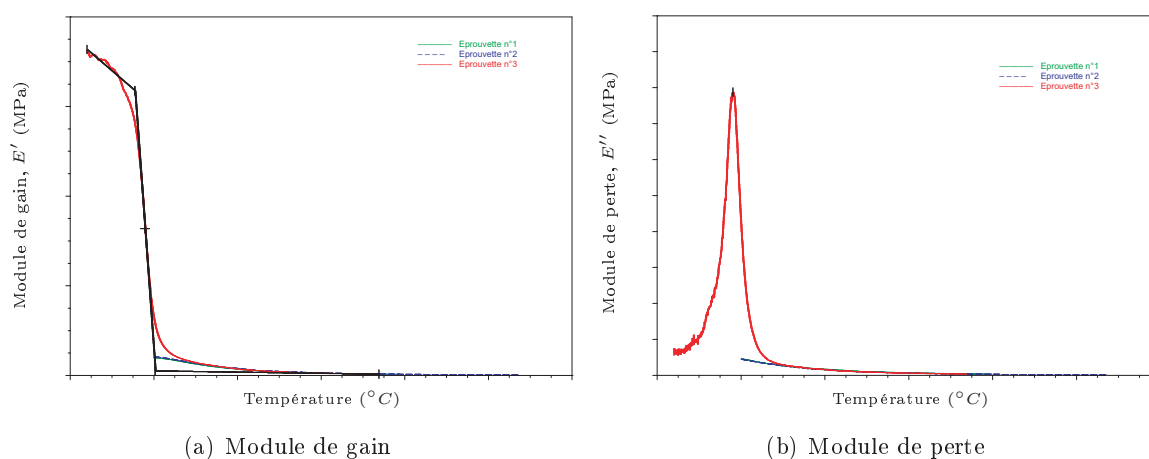 Eprouvette n°1
Eprouvette n°2
Eprouvette n°3
Module de gain, E′ (MPa)
Température (°C)
(a) Module de gain
Eprouvette n°1
Eprouvette n°2
Eprouvette n°3
Module de perte, E′′ (MPa)
Température (°C)
(b) Module de perte